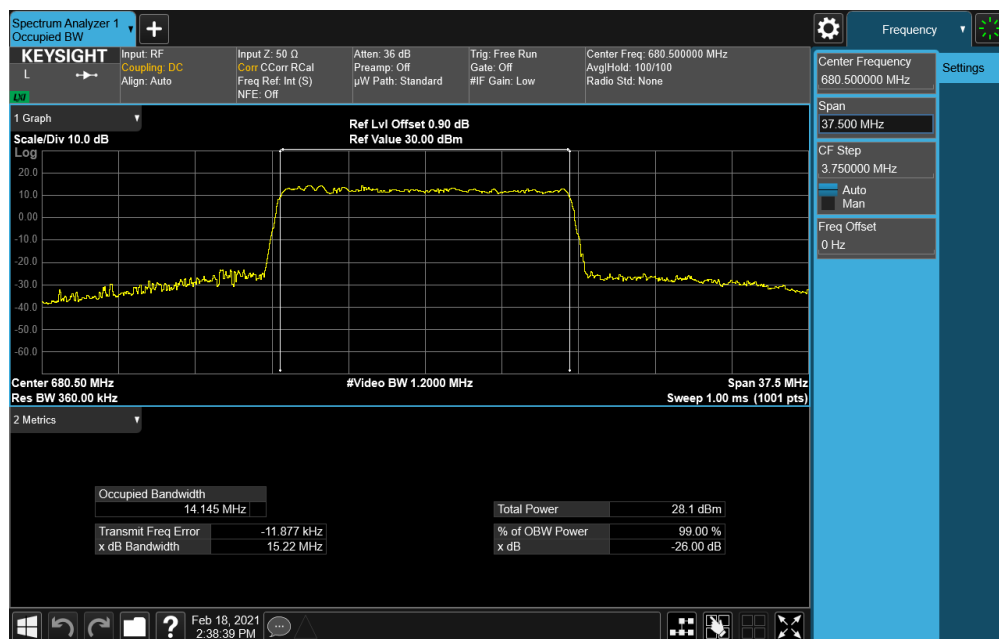 Spectrum Analyzer 1
Occupied BW
Frequency
KEYSIGHT
L
LXI
Input: RF
Coupling: DC
Align: Auto
Input Z: 50 Ω
Corr CCorr RCal
Freq Ref: Int (S)
NFE: Off
Atten: 36 dB
Preamp: Off
µW Path: Standard
Trig: Free Run
Gate: Off
#IF Gain: Low
Center Freq: 680.500000 MHz
Avg|Hold: 100/100
Radio Std: None
Center Frequency
680.500000 MHz
Settings
Span
37.500 MHz
CF Step
3.750000 MHz
Auto
Man
Freq Offset
0 Hz
1 Graph
Scale/Div 10.0 dB
Ref Lvl Offset 0.90 dB
Ref Value 30.00 dBm
Log
20.0
10.0
0.00
-10.0
-20.0
-30.0
-40.0
-50.0
-60.0
Center 680.50 MHz
Res BW 360.00 kHz
#Video BW 1.2000 MHz
Span 37.5 MHz
Sweep 1.00 ms (1001 pts)
2 Metrics
Occupied Bandwidth
14.145 MHz
Transmit Freq Error -11.877 kHz
x dB Bandwidth 15.22 MHz
Total Power 28.1 dBm
% of OBW Power 99.00 %
x dB -26.00 dB
?
Feb 18, 2021
2:38:39 PM